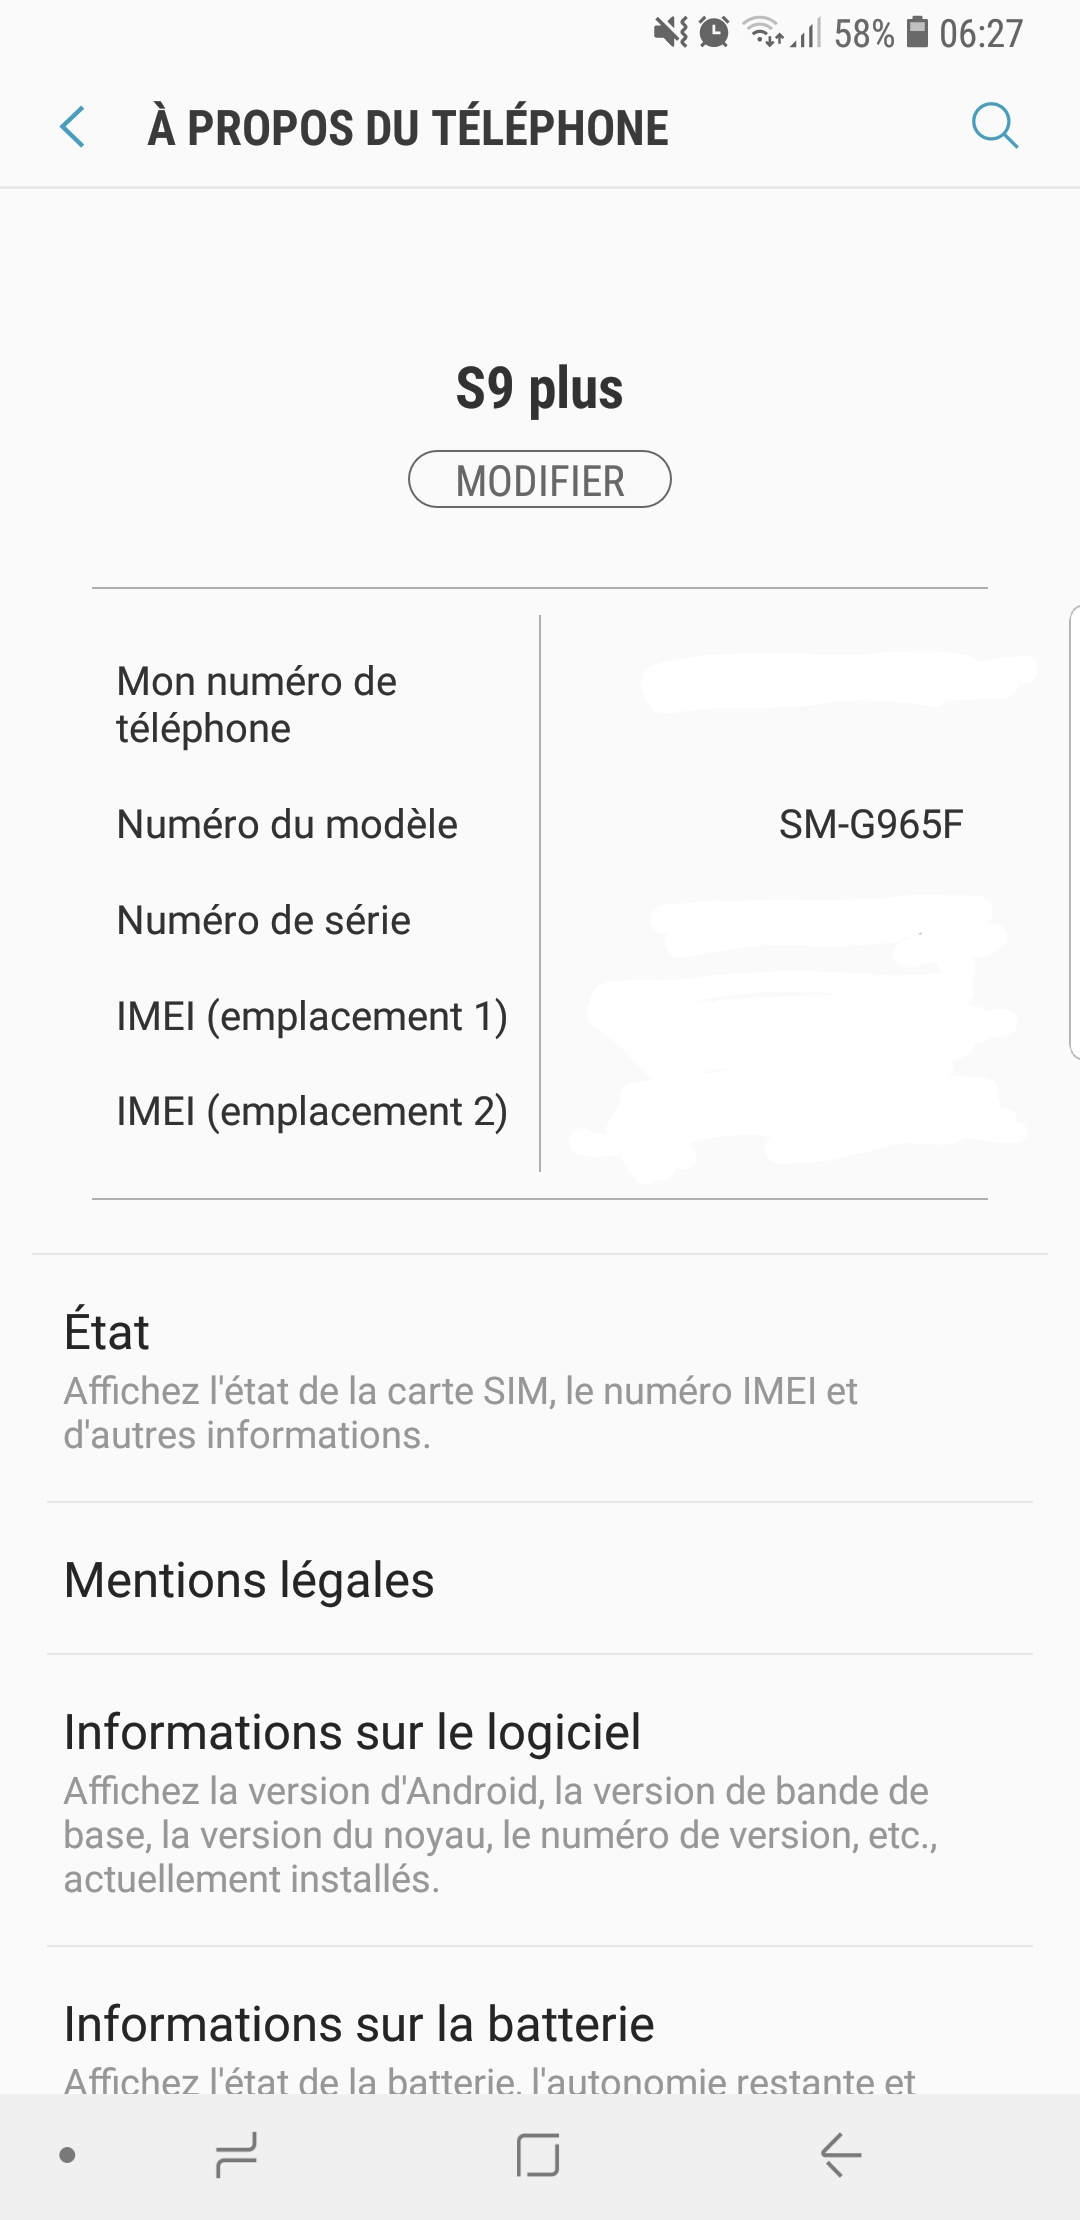 58% 06:27
À PROPOS DU TÉLÉPHONE
S9 plus
MODIFIER
Mon numéro de
téléphone
Numéro du modèle SM-G965F
Numéro de série
IMEI (emplacement 1)
IMEI (emplacement 2)
État
Affichez l'état de la carte SIM, le numéro IMEI et
d'autres informations.
Mentions légales
Informations sur le logiciel
Affichez la version d'Android, la version de bande de
base, la version du noyau, le numéro de version, etc.,
actuellement installés.
Informations sur la batterie
Affichez l'état de la batterie, l'autonomie restante et